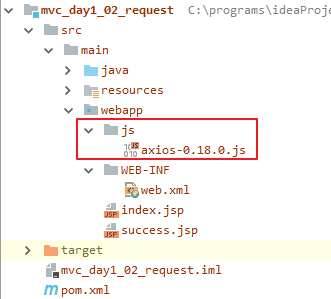 mvc_day1_02_request C:\programs\ideaProje
src
main
java
resources
webapp
js
axios-0.18.0.js
WEB-INF
web.xml
index.jsp
success.jsp
target
mvc_day1_02_request.iml
pom.xml